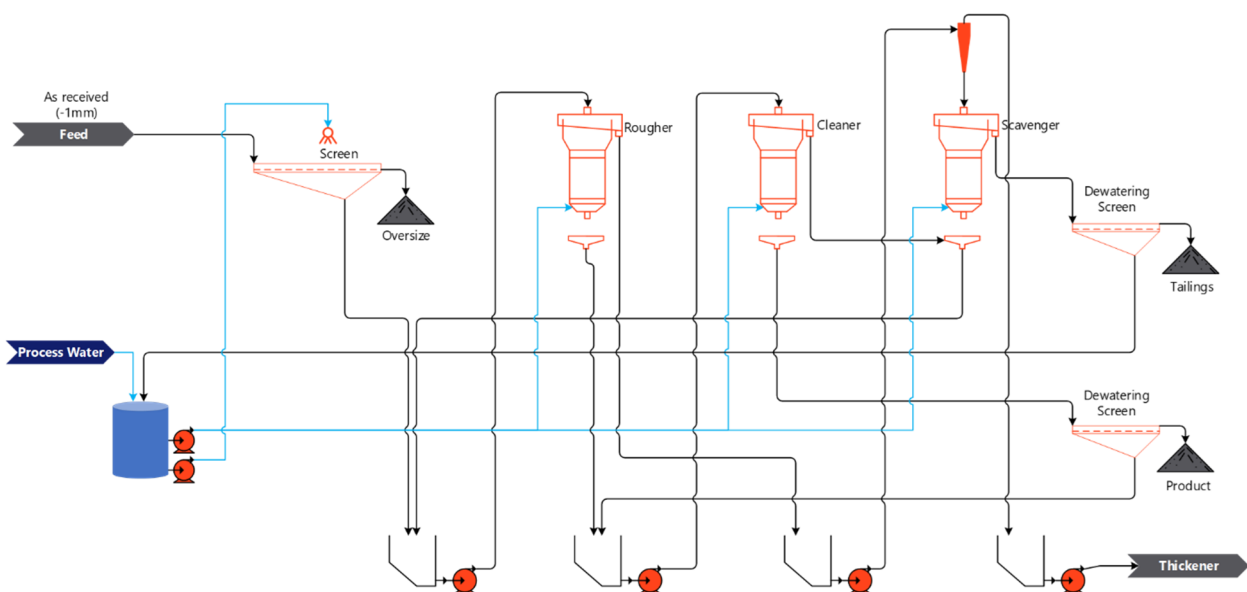 As received
(-1mm)
Feed
Screen
Oversize
Rougher
Cleaner
Scavenger
Dewatering
Screen
Tailings
Process Water
Dewatering
Screen
Product
Thickener